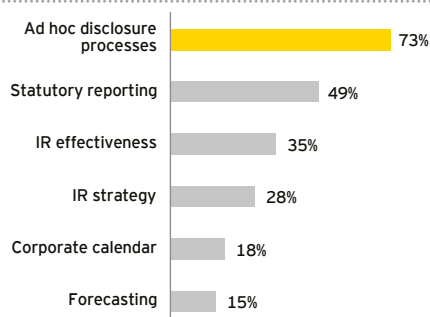 Ad hoc disclosure
processes
73%
Statutory reporting
49%
IR effectiveness
35%
IR strategy
28%
Corporate calendar
18%
Forecasting
15%